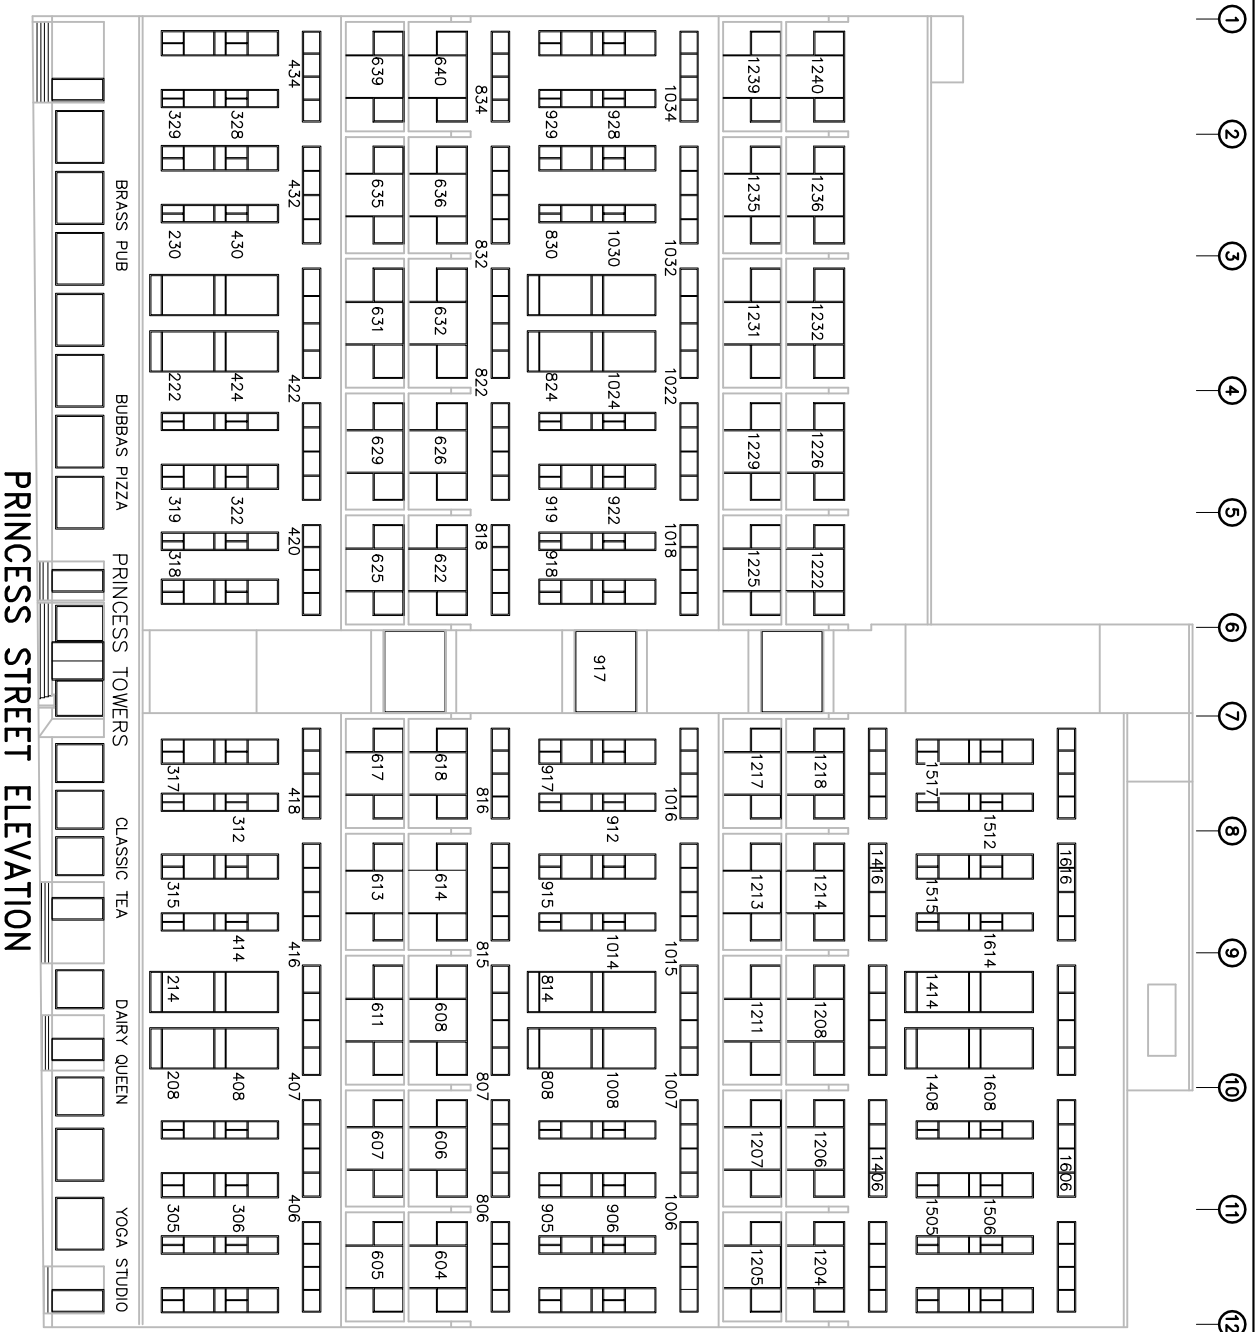 1 2 3 4 5 6 7 8 9 10 11 12
1616 1606
1512 1614 1608 1506
1517 1515 1414 1408 1505
1416 1406
1240 1236 1232 1226 1222 1218 1214 1208 1206 1204
1239 1235 1231 1229 1225 1217 1213 1211 1207 1205
1034 1032 1022 1018 1016 1015 1007 1006
928 1030 1024 922 917 912 1014 1008 906
929 830 824 919 918 917 915 814 808 905
834 832 822 818 816 815 807 806
640 636 632 626 622 618 614 608 606 604
639 635 631 629 625 617 613 611 607 605
434 432 422 420 418 416 407 406
328 430 424 322 312 414 408 306
329 230 222 319 318 317 315 214 208 305
BRASS PUB BUBBAS PIZZA PRINCESS TOWERS CLASSIC TEA DAIRY QUEEN YOGA STUDIO
PRINCESS STREET ELEVATION